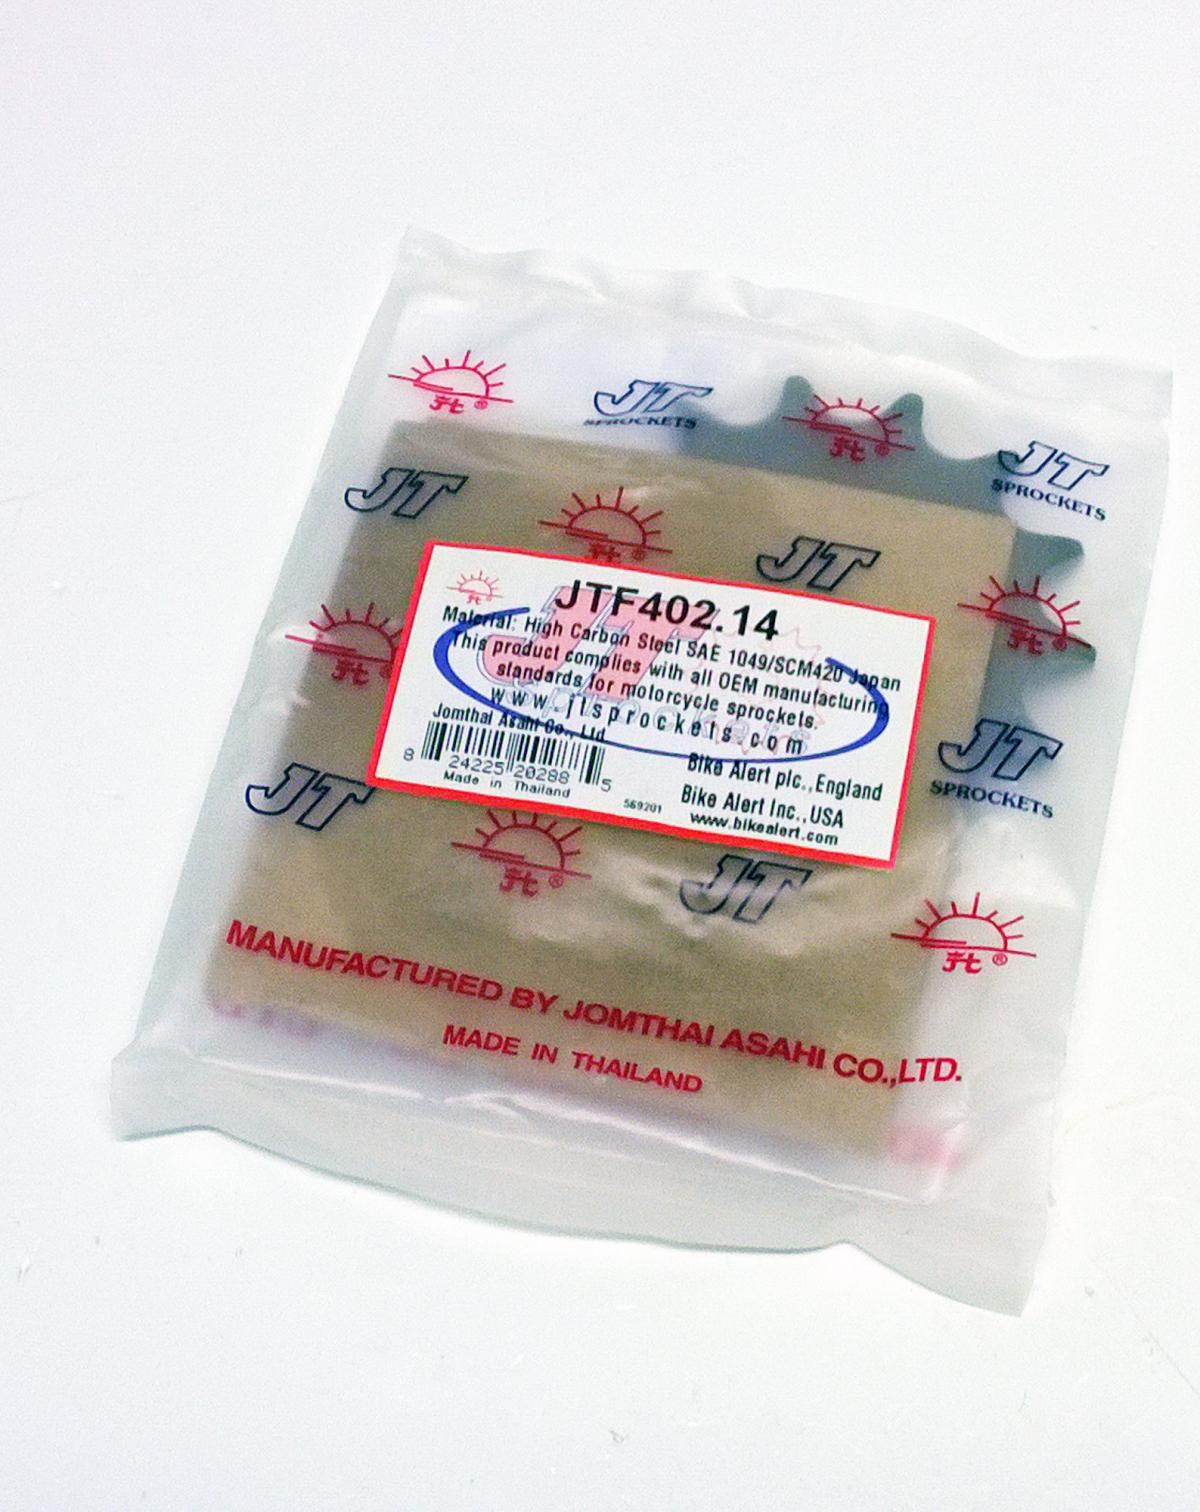 JT
SPROCKETS
JT
SPROCKETS
JT
JT
JTF402.14
Material: High Carbon Steel SAE 1049/SCM420 Japan
This product complies with all OEM manufacturing
standards for motorcycle sprockets.
www.jtsprockets.com
Jomthai Asahi Co., Ltd
8 24225 20288 5
Made in Thailand
569201
Bike Alert plc.,England
Bike Alert Inc.,USA
www.bikealert.com
JT
SPROCKETS
JT
JT
MANUFACTURED BY JOMTHAI ASAHI CO.,LTD.
MADE IN THAILAND